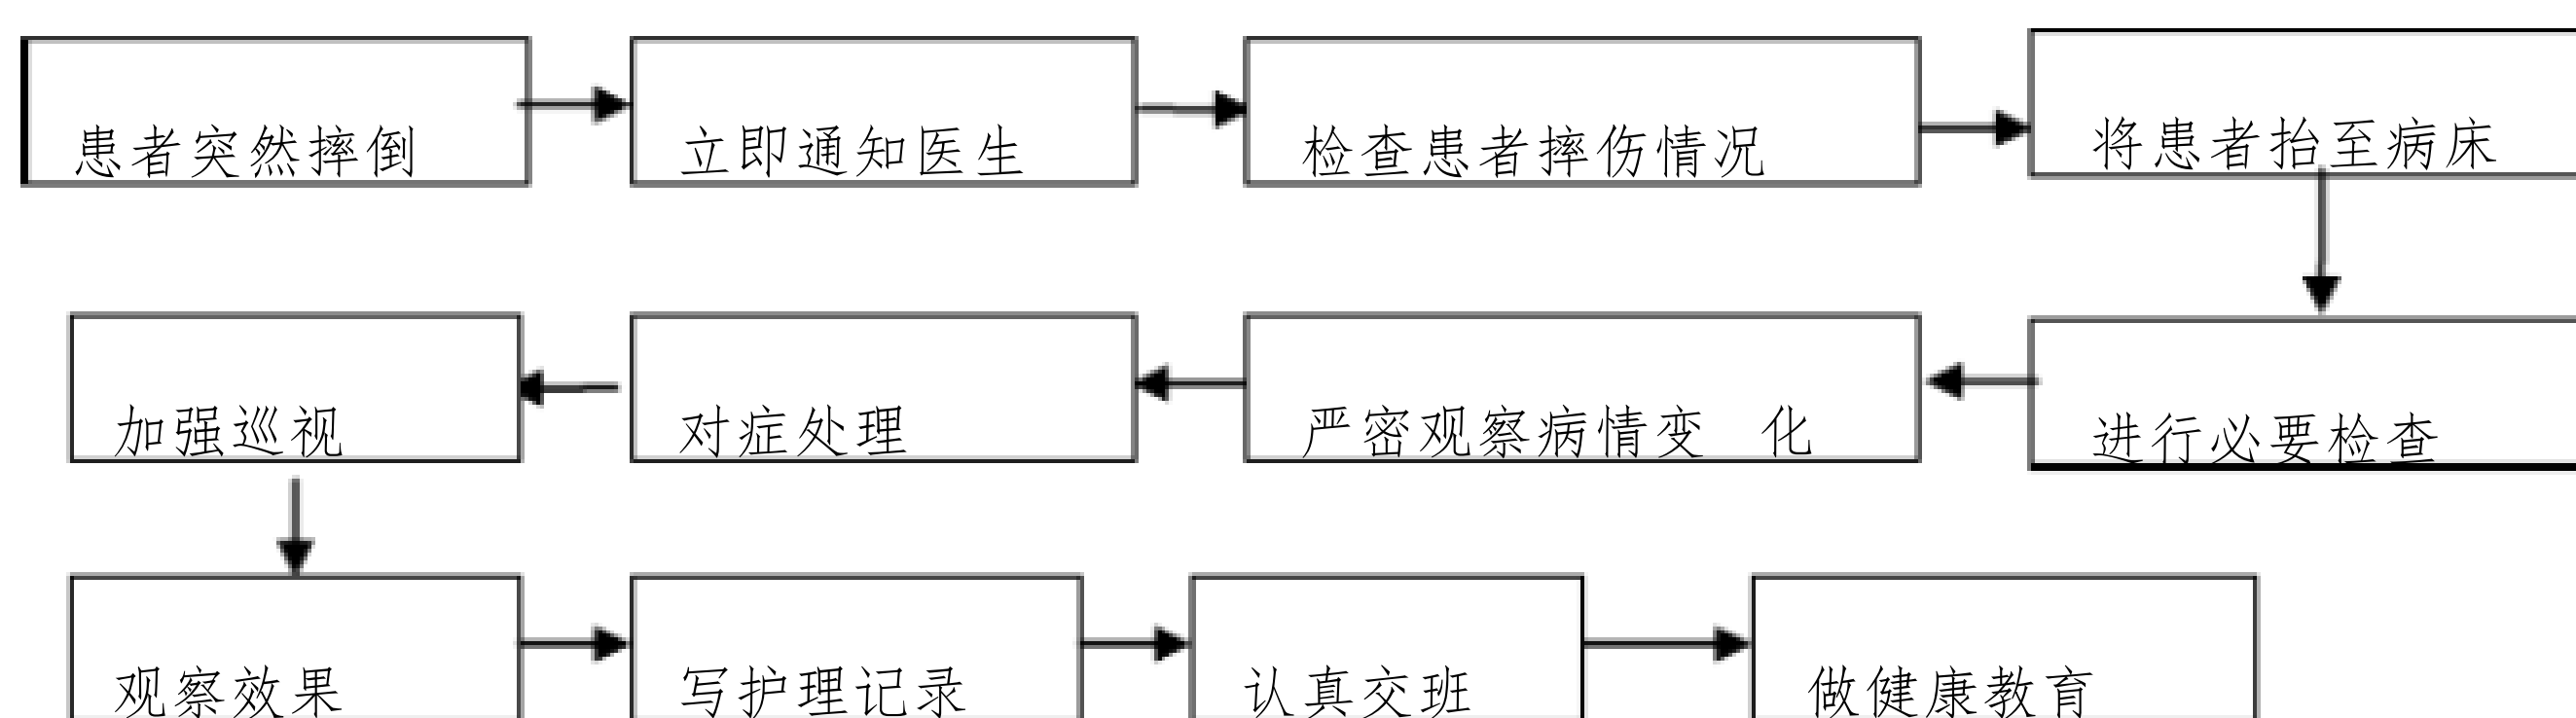 患者突然摔倒
立即通知医生
检查患者摔伤情况
将患者抬至病床
进行必要检查
严密观察病情变 化
对症处理
加强巡视
观察效果
写护理记录
认真交班
做健康教育